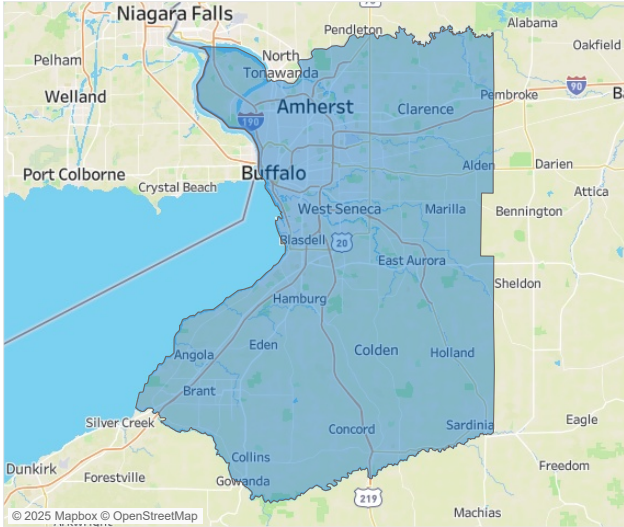 Niagara Falls
Pendleton
Alabama
Oakfield
Pelham
North
Tonawanda
Welland
90
Pembroke
Amherst
Clarence
190
Buffalo
Port Colborne
Crystal Beach
Alden
Darien
Attica
West Seneca
Marilla
Bennington
Blasdell
20
East Aurora
Sheldon
Hamburg
Eden
Angola
Colden
Holland
Brant
Silver Creek
Concord
Sardinia
Eagle
Collins
Dunkirk
Forestville
Gowanda
Freedom
219
Machias
© 2025 Mapbox © OpenStreetMap